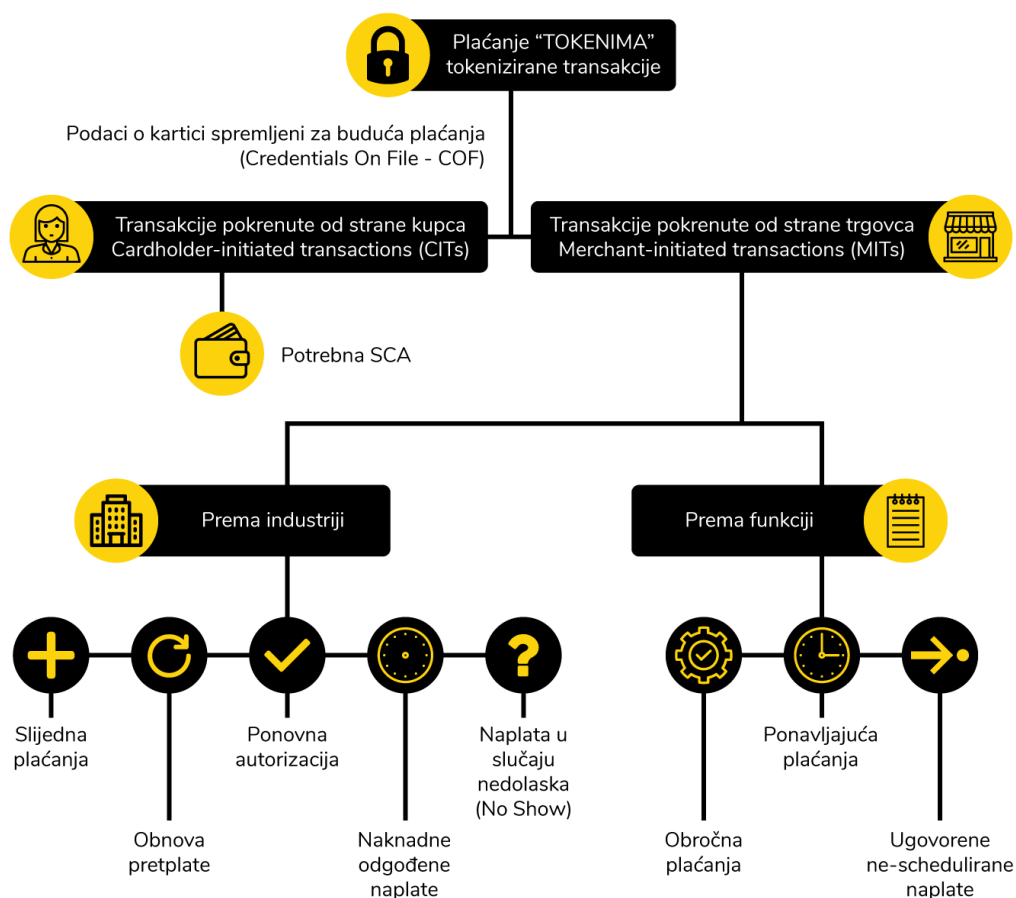 Plaćanje “TOKENIMA”
tokenizirane transakcije
Podaci o kartici spremljeni za buduća plaćanja
(Credentials On File - COF)
Transakcije pokrenute od strane kupca
Cardholder-initiated transactions (CITs)
Transakcije pokrenute od strane trgovca
Merchant-initiated transactions (MITs)
Potrebna SCA
Prema industriji
Prema funkciji
Slijedna
plaćanja
Obnova
pretplate
Ponovna
autorizacija
Naknadne
odgođene
naplate
Naplata u
slučaju
nedolaska
(No Show)
Obročna
plaćanja
Ponavljajuća
plaćanja
Ugovorene
ne-schedulirane
naplate